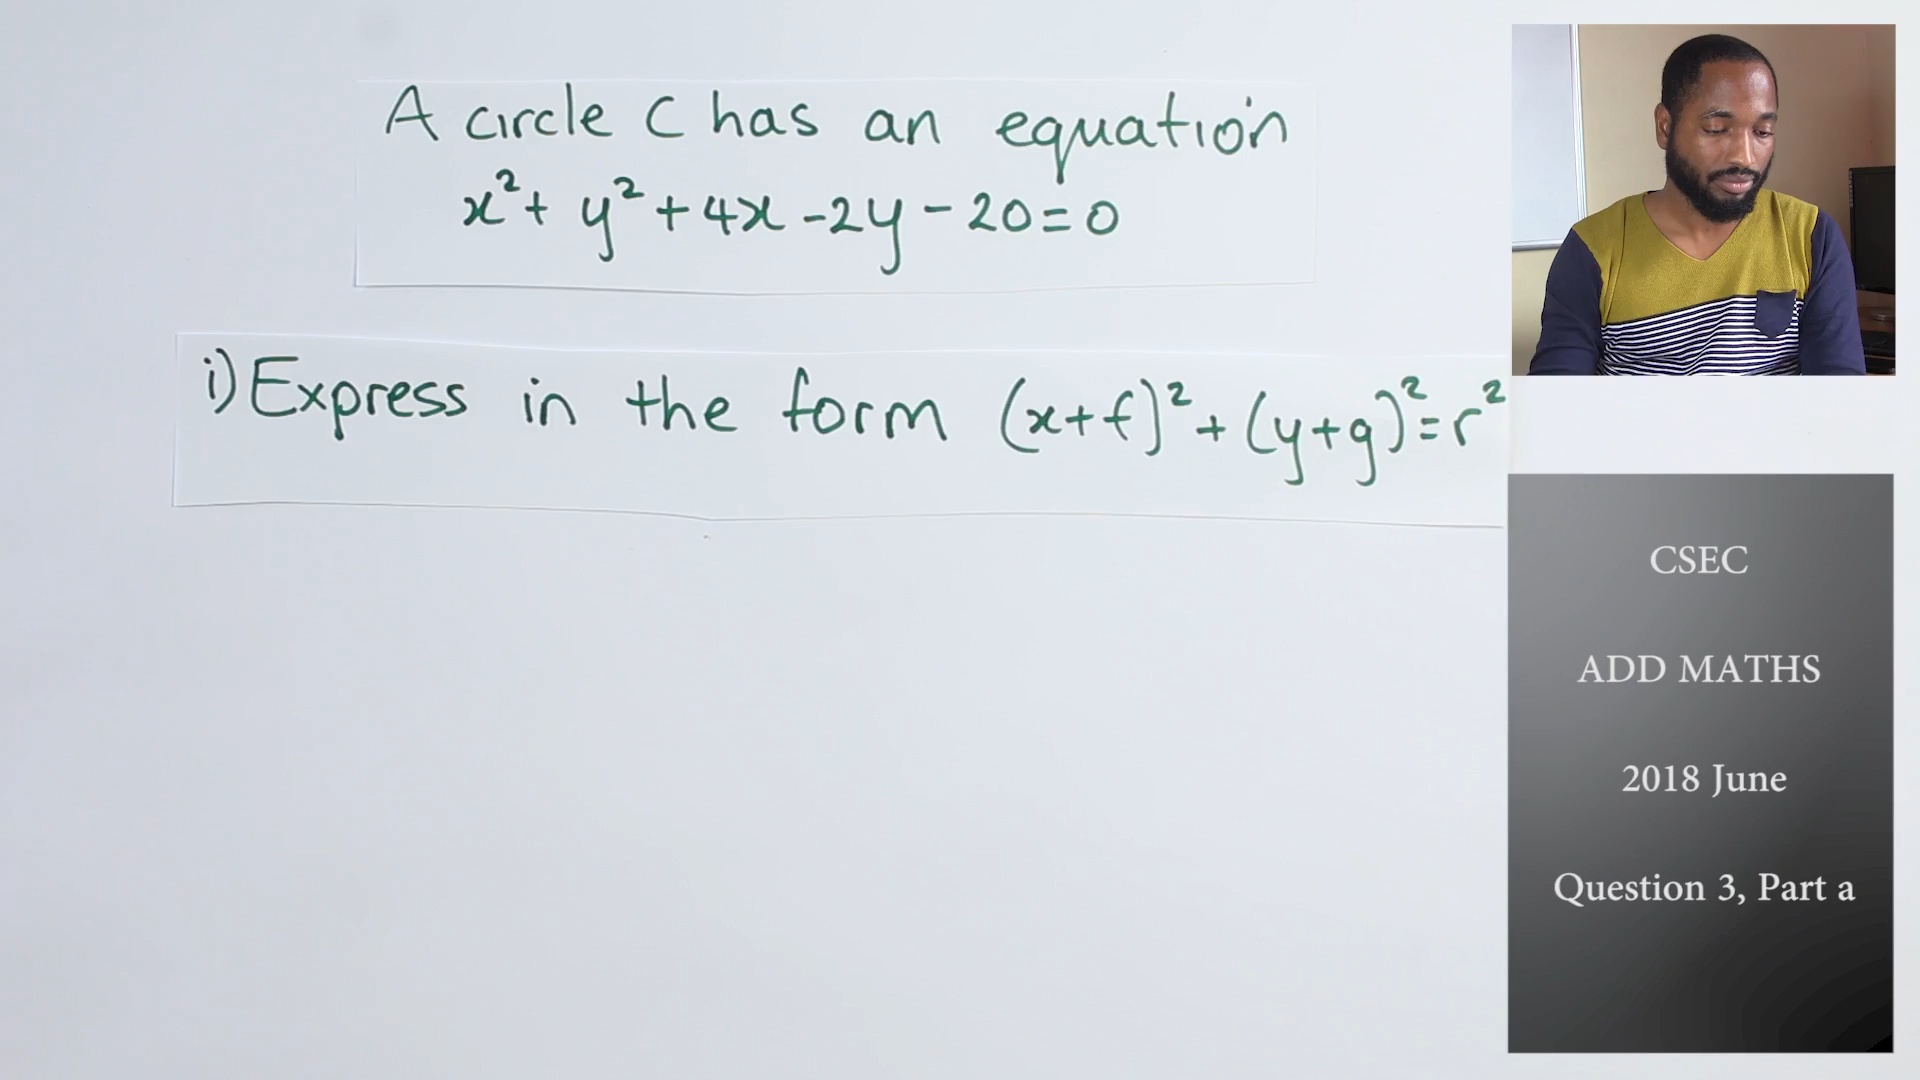 A circle C has an equation
x² + y² + 4x - 2y - 20 = 0
i) Express in the form (x+f)² + (y+g)² = r²
CSEC
ADD MATHS
2018 June
Question 3, Part a